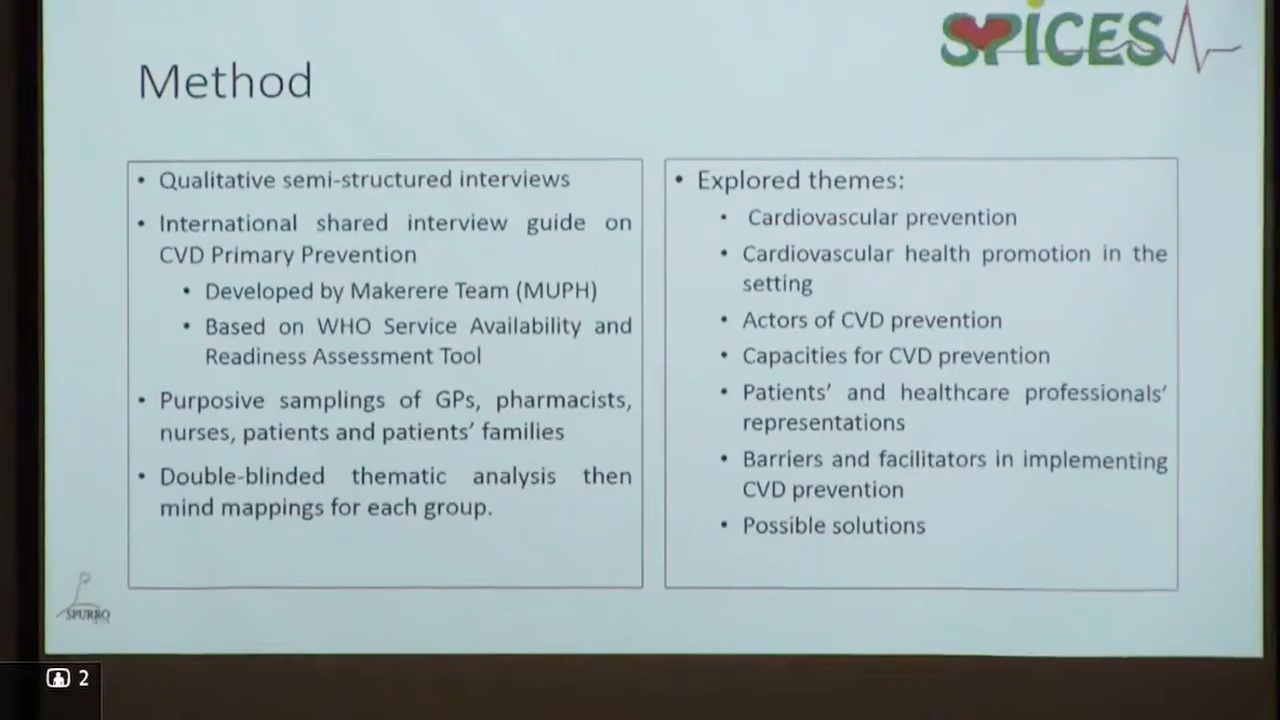 SPICES
Method
• Qualitative semi-structured interviews
• International shared interview guide on
CVD Primary Prevention
• Developed by Makerere Team (MUPH)
• Based on WHO Service Availability and
Readiness Assessment Tool
• Purposive samplings of GPs, pharmacists,
nurses, patients and patients’ families
• Double-blinded thematic analysis then
mind mappings for each group.
• Explored themes:
• Cardiovascular prevention
• Cardiovascular health promotion in the
setting
• Actors of CVD prevention
• Capacities for CVD prevention
• Patients’ and healthcare professionals’
representations
• Barriers and facilitators in implementing
CVD prevention
• Possible solutions
SPURBO
2